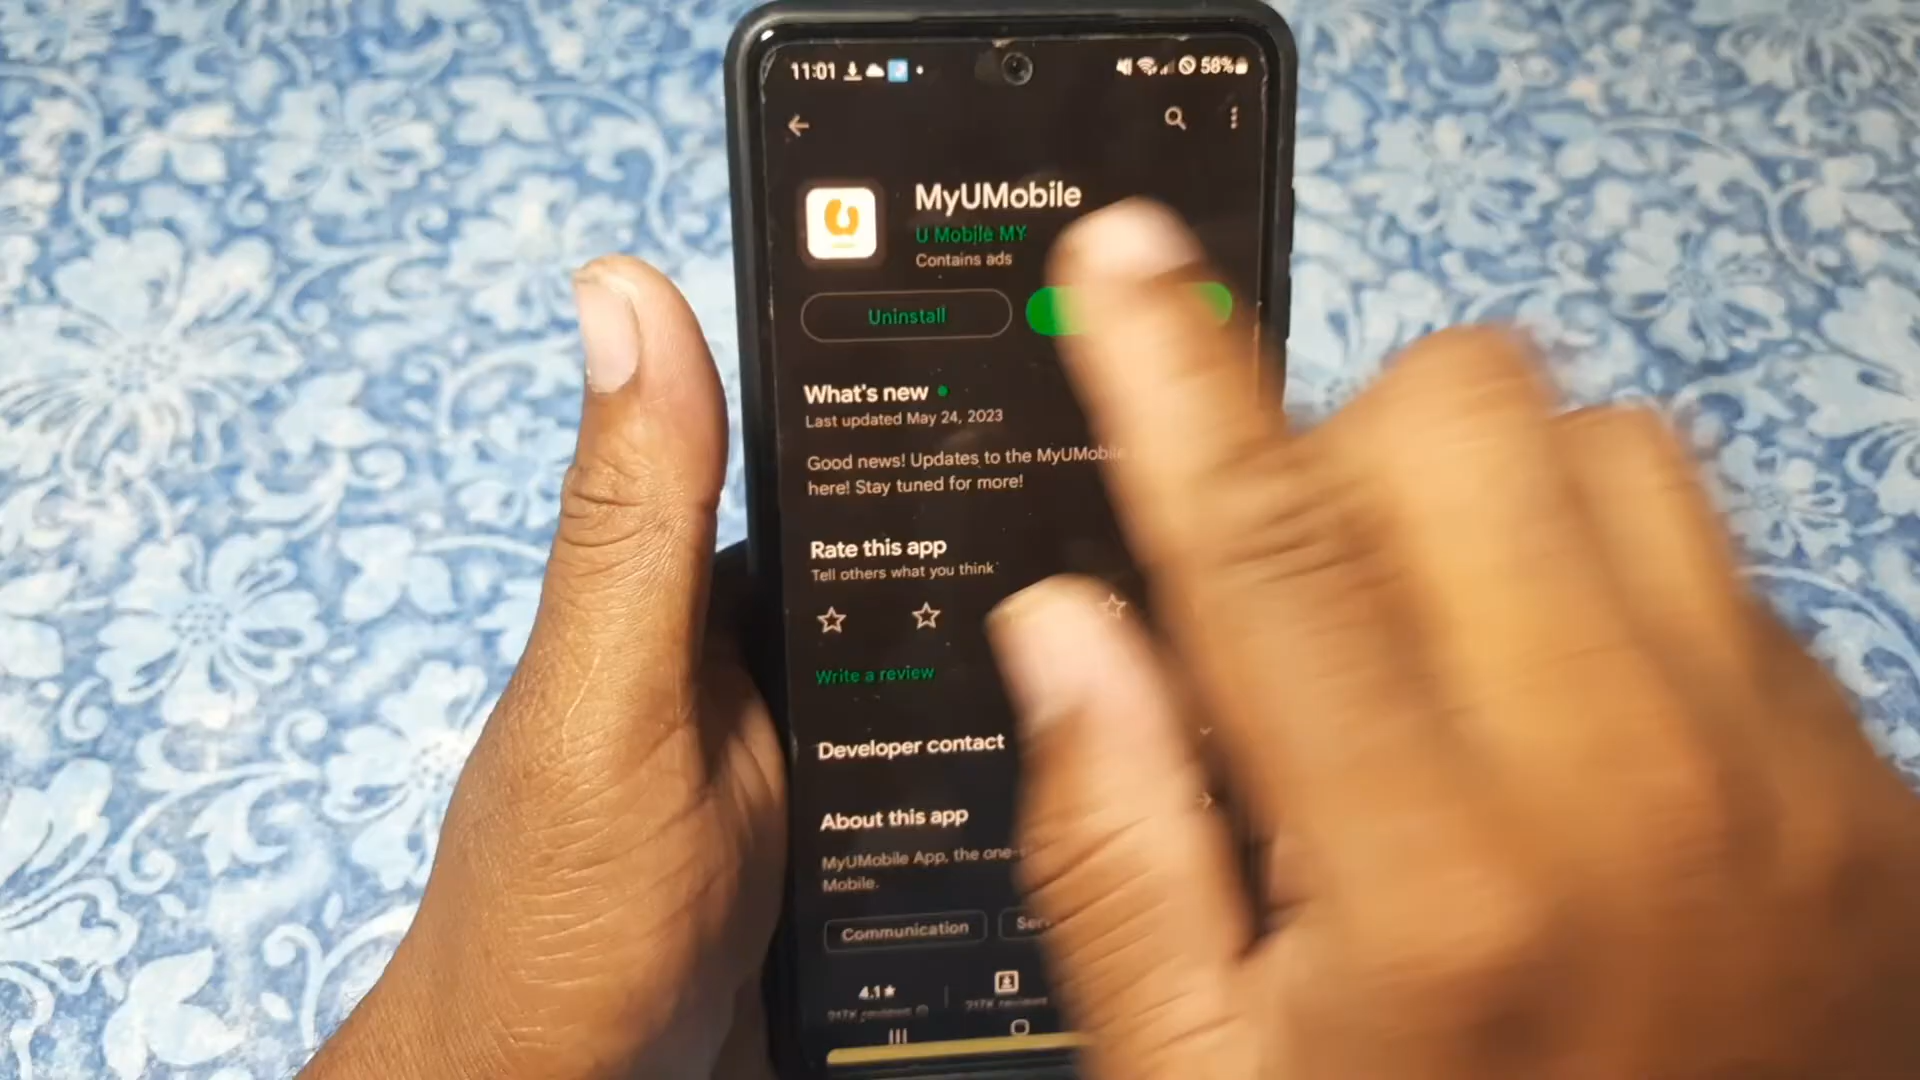 11:01
58%
MyUMobile
U Mobile MY
Contains ads
Uninstall
What's new
Last updated May 24, 2023
Good news! Updates to the MyUMobile
here! Stay tuned for more!
Rate this app
Tell others what you think
Write a review
Developer contact
About this app
MyUMobile App, the one-
Mobile.
Communication
4.1★
217K reviews